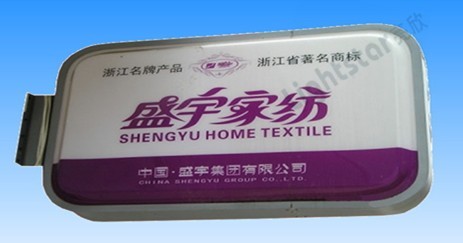 浙江名牌产品 浙江省著名商标
盛宇家纺
SHENGYU HOME TEXTILE
中国·盛宇集团有限公司
CHINA SHENGYU GROUP CO.,LTD.